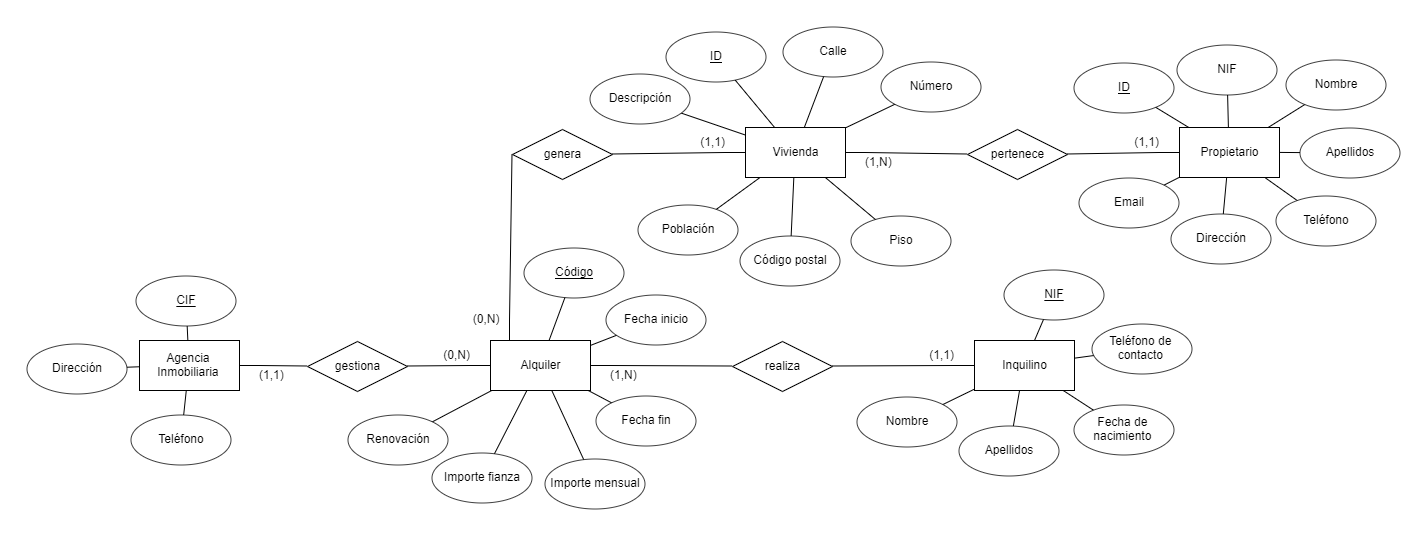 ID
Calle
Descripción
Número
genera
(1,1)
Vivienda
(1,N)
pertenece
(1,1)
Propietario
ID
NIF
Nombre
Apellidos
Email
Dirección
Teléfono
Población
Código postal
Piso
(0,N)
CIF
Dirección
Agencia
Inmobiliaria
Teléfono
(1,1)
gestiona
(0,N)
Código
Fecha inicio
Alquiler
(1,N)
Renovación
Importe fianza
Importe mensual
Fecha fin
realiza
(1,1)
Inquilino
NIF
Teléfono de
contacto
Nombre
Apellidos
Fecha de
nacimiento